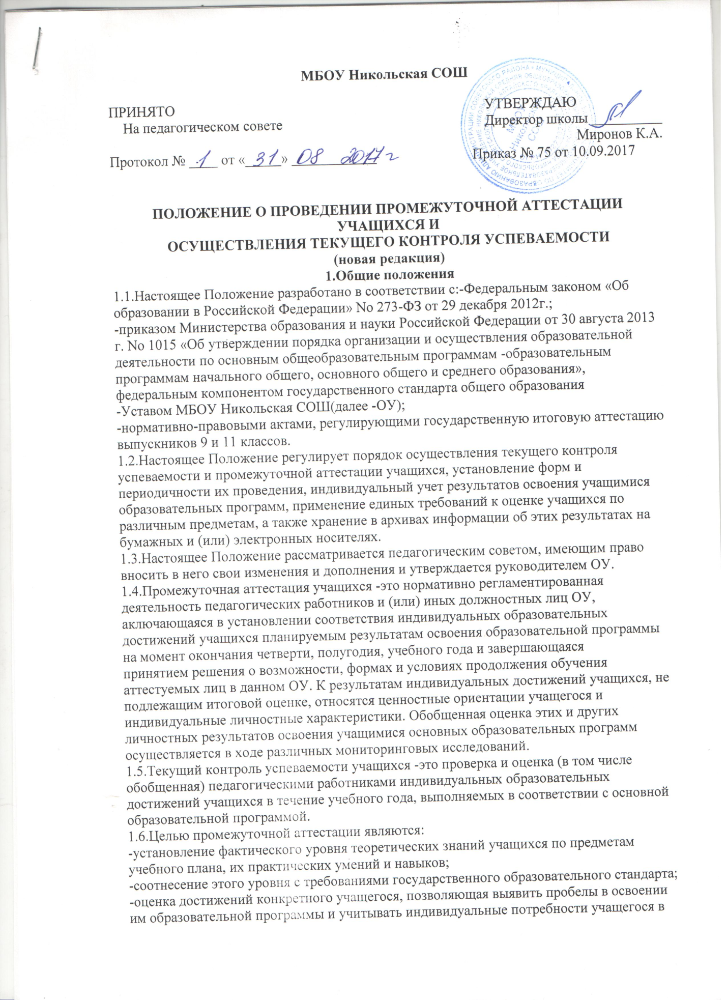 МБОУ Никольская СОШ
ПРИНЯТО
УТВЕРЖДАЮ
На педагогическом совете
Директор школы __________
Миронов К.А.
Протокол № 1 от «31» 08 2017 г
Приказ № 75 от 10.09.2017
ПОЛОЖЕНИЕ О ПРОВЕДЕНИИ ПРОМЕЖУТОЧНОЙ АТТЕСТАЦИИ
УЧАЩИХСЯ И
ОСУЩЕСТВЛЕНИЯ ТЕКУЩЕГО КОНТРОЛЯ УСПЕВАЕМОСТИ
(новая редакция)
1.Общие положения
1.1.Настоящее Положение разработано в соответствии с:-Федеральным законом «Об
образовании в Российской Федерации» No 273-ФЗ от 29 декабря 2012г.;
-приказом Министерства образования и науки Российской Федерации от 30 августа 2013
г. No 1015 «Об утверждении порядка организации и осуществления образовательной
деятельности по основным общеобразовательным программам -образовательным
программам начального общего, основного общего и среднего образования»,
федеральным компонентом государственного стандарта общего образования
-Уставом МБОУ Никольская СОШ(далее -ОУ);
-нормативно-правовыми актами, регулирующими государственную итоговую аттестацию
выпускников 9 и 11 классов.
1.2.Настоящее Положение регулирует порядок осуществления текущего контроля
успеваемости и промежуточной аттестации учащихся, установление форм и
периодичности их проведения, индивидуальный учет результатов освоения учащимися
образовательных программ, применение единых требований к оценке учащихся по
различным предметам, а также хранение в архивах информации об этих результатах на
бумажных и (или) электронных носителях.
1.3.Настоящее Положение рассматривается педагогическим советом, имеющим право
вносить в него свои изменения и дополнения и утверждается руководителем ОУ.
1.4.Промежуточная аттестация учащихся -это нормативно регламентированная
деятельность педагогических работников и (или) иных должностных лиц ОУ,
аключающаяся в установлении соответствия индивидуальных образовательных
достижений учащихся планируемым результатам освоения образовательной программы
на момент окончания четверти, полугодия, учебного года и завершающаяся
принятием решения о возможности, формах и условиях продолжения обучения
аттестуемых лиц в данном ОУ. К результатам индивидуальных достижений учащихся, не
подлежащим итоговой оценке, относятся ценностные ориентации учащегося и
индивидуальные личностные характеристики. Обобщенная оценка этих и других
личностных результатов освоения учащимися основных образовательных программ
осуществляется в ходе различных мониторинговых исследований.
1.5.Текущий контроль успеваемости учащихся -это проверка и оценка (в том числе
обобщенная) педагогическими работниками индивидуальных образовательных
достижений учащихся в течение учебного года, выполняемых в соответствии с основной
образовательной программой.
1.6.Целью промежуточной аттестации являются:
-установление фактического уровня теоретических знаний учащихся по предметам
учебного плана, их практических умений и навыков;
-соотнесение этого уровня с требованиями государственного образовательного стандарта;
-оценка достижений конкретного учащегося, позволяющая выявить пробелы в освоении
им образовательной программы и учитывать индивидуальные потребности учащегося в